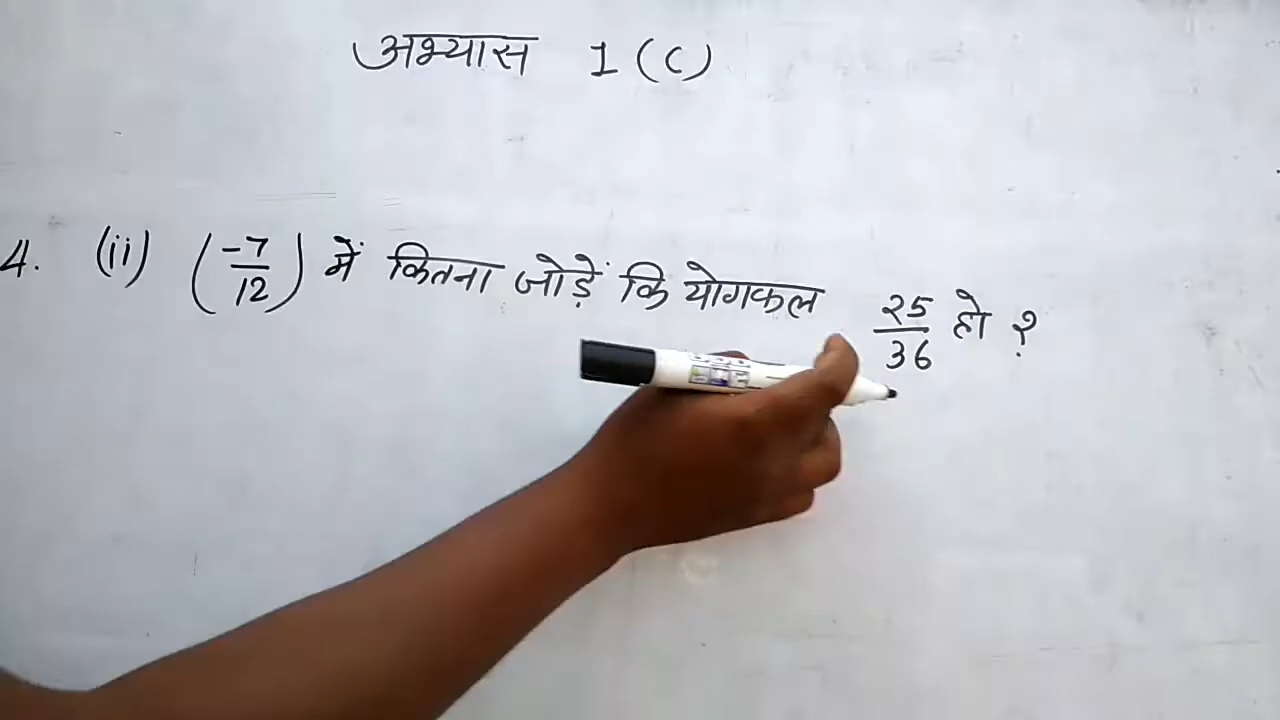 अभ्यास 1 (C)
4. (ii) (-7/12) में कितना जोड़ें कि योगफल 25/36 हो ?